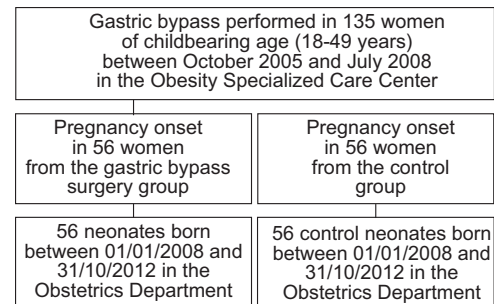 Gastric bypass performed in 135 women
of childbearing age (18-49 years)
between October 2005 and July 2008
in the Obesity Specialized Care Center
Pregnancy onset
in 56 women
from the gastric bypass
surgery group
Pregnancy onset
in 56 women
from the control
group
56 neonates born
between 01/01/2008 and
31/10/2012 in the
Obstetrics Department
56 control neonates born
between 01/01/2008 and
31/10/2012 in the
Obstetrics Department